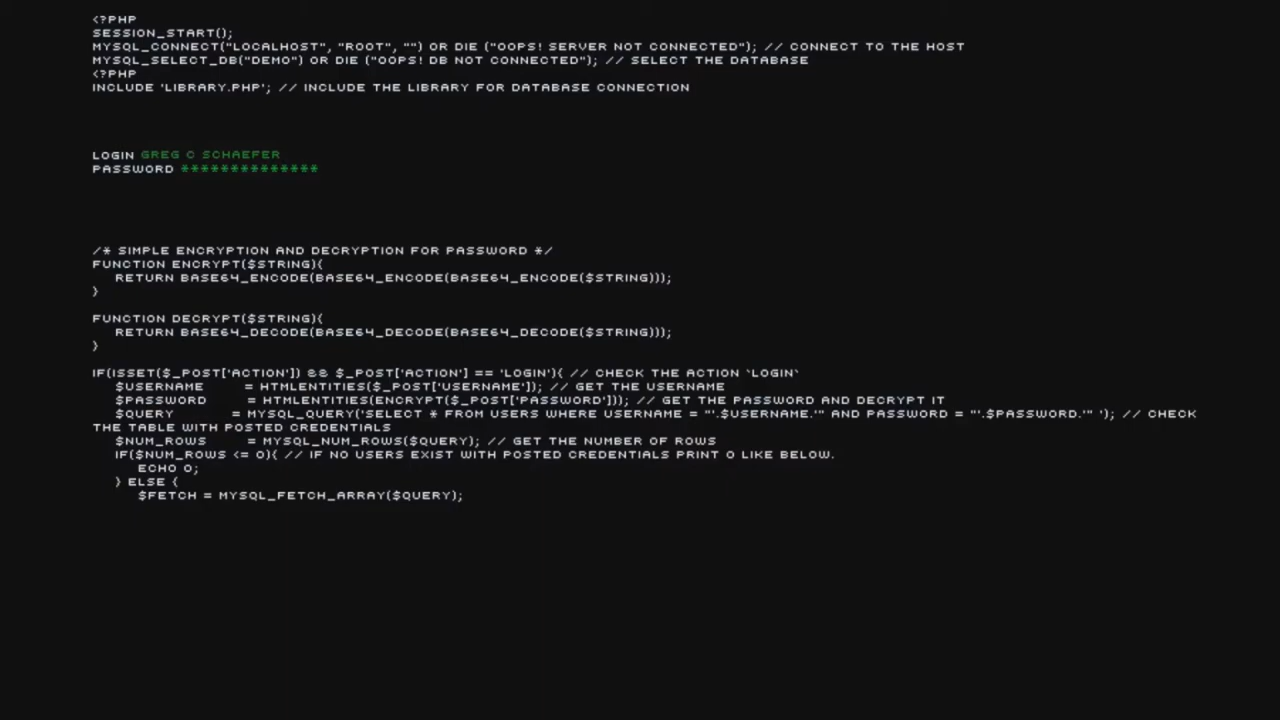 <?PHP
SESSION_START();
MYSQL_CONNECT("LOCALHOST", "ROOT", "") OR DIE ("OOPS! SERVER NOT CONNECTED"); // CONNECT TO THE HOST
MYSQL_SELECT_DB("DEMO") OR DIE ("OOPS! DB NOT CONNECTED"); // SELECT THE DATABASE
<?PHP
INCLUDE 'LIBRARY.PHP'; // INCLUDE THE LIBRARY FOR DATABASE CONNECTION
LOGIN GREG C SCHAEFER
PASSWORD **************
/* SIMPLE ENCRYPTION AND DECRYPTION FOR PASSWORD */
FUNCTION ENCRYPT($STRING){
RETURN BASE64_ENCODE(BASE64_ENCODE(BASE64_ENCODE($STRING)));
}
FUNCTION DECRYPT($STRING){
RETURN BASE64_DECODE(BASE64_DECODE(BASE64_DECODE($STRING)));
}
IF(ISSET($_POST['ACTION']) && $_POST['ACTION'] == 'LOGIN'){ // CHECK THE ACTION `LOGIN`
$USERNAME = HTMLENTITIES($_POST['USERNAME']); // GET THE USERNAME
$PASSWORD = HTMLENTITIES(ENCRYPT($_POST['PASSWORD'])); // GET THE PASSWORD AND DECRYPT IT
$QUERY = MYSQL_QUERY('SELECT * FROM USERS WHERE USERNAME = "'.$USERNAME.'" AND PASSWORD = "'.$PASSWORD.'" '); // CHECK
THE TABLE WITH POSTED CREDENTIALS
$NUM_ROWS = MYSQL_NUM_ROWS($QUERY); // GET THE NUMBER OF ROWS
IF($NUM_ROWS <= 0){ // IF NO USERS EXIST WITH POSTED CREDENTIALS PRINT 0 LIKE BELOW.
ECHO 0;
} ELSE {
$FETCH = MYSQL_FETCH_ARRAY($QUERY);